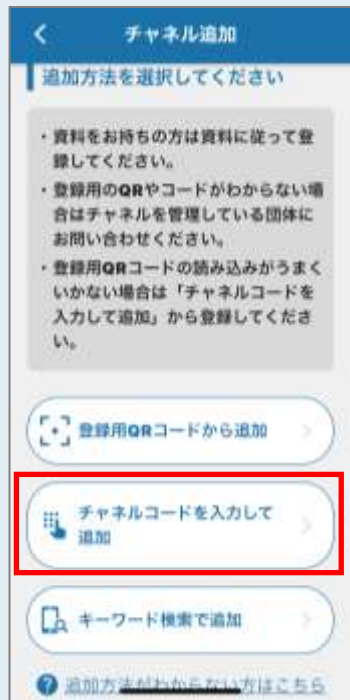 チャネル追加
追加方法を選択してください
・資料をお持ちの方は資料に従って登
録してください。
・登録用のQRやコードがわからない場
合はチャネルを管理している団体に
お問い合わせください。
・登録用QRコードの読み込みがうまく
いかない場合は「チャネルコードを
入力して追加」から登録してくださ
い。
登録用QRコードから追加
チャネルコードを入力して
追加
キーワード検索で追加
? 追加方法がわからない方はこちら